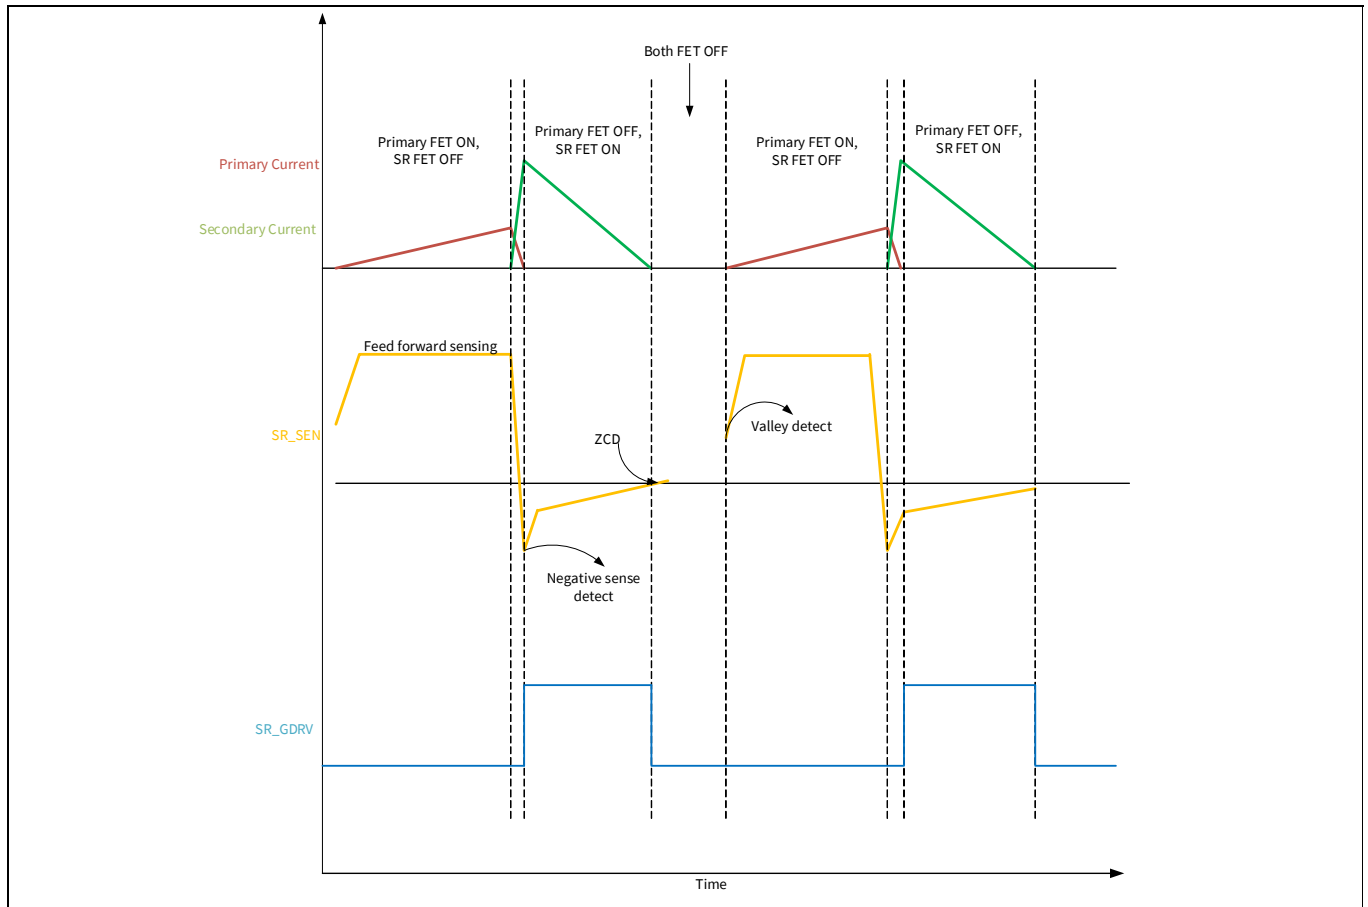 Both FET OFF
Primary FET ON,
SR FET OFF
Primary FET OFF,
SR FET ON
Primary FET ON,
SR FET OFF
Primary FET OFF,
SR FET ON
Primary Current
Secondary Current
Feed forward sensing
SR_SEN
ZCD
Valley detect
Negative sense
detect
SR_GDRV
Time